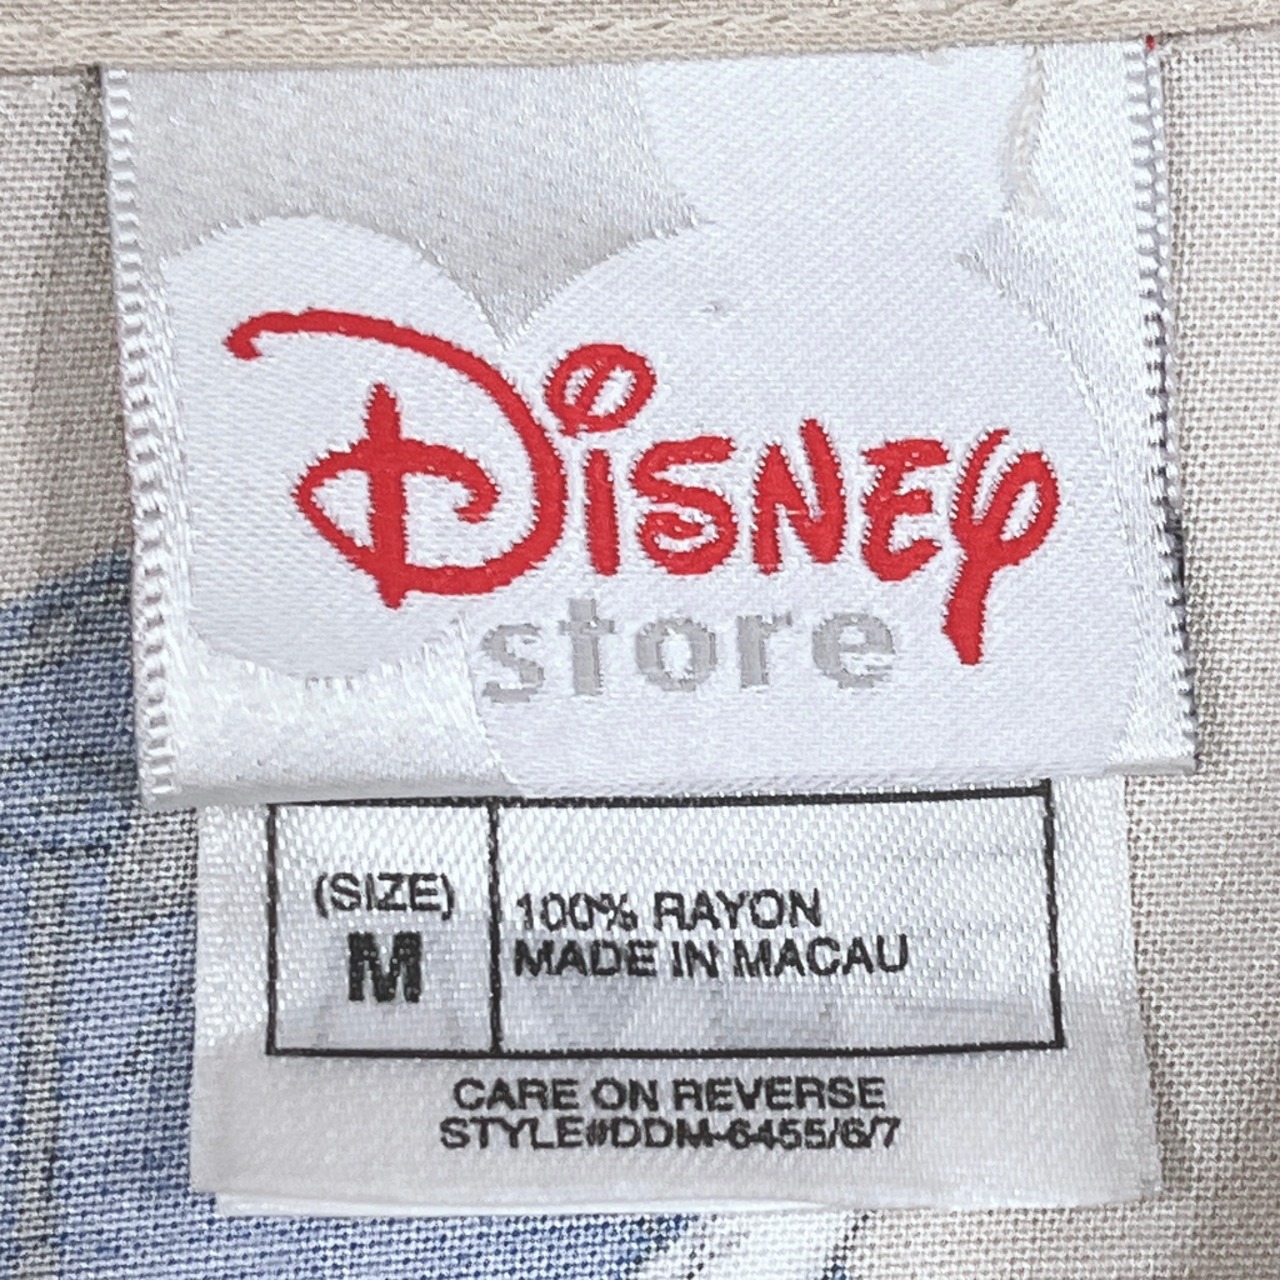 Disney
store
(SIZE)
M
100% RAYON
MADE IN MACAU
CARE ON REVERSE
STYLE#DDM-6455/6/7